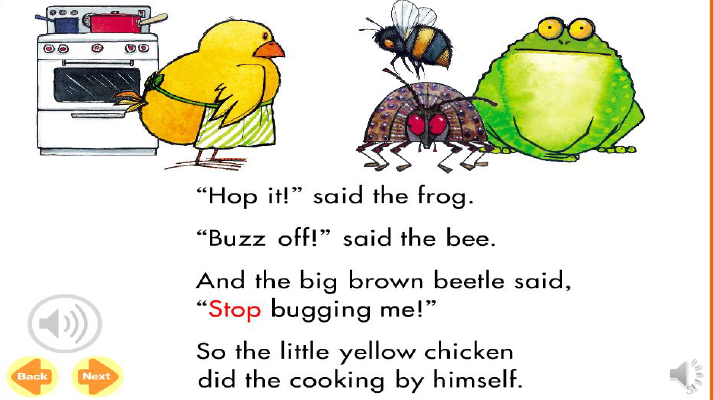 “Hop it!” said the frog.
“Buzz off!” said the bee.
And the big brown beetle said,
“Stop bugging me!”
So the little yellow chicken
did the cooking by himself.
Back
Next